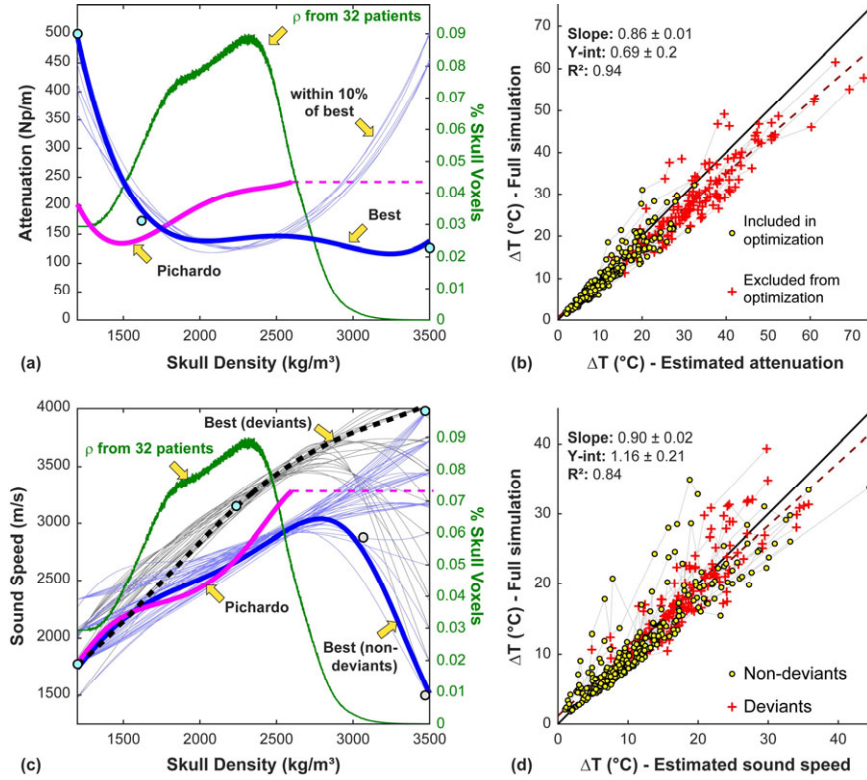 ρ from 32 patients
500
450
400
350
300
250
200
150
100
50
0
Attenuation (Np/m)
within 10%
of best
Best
Pichardo
0.09
0.08
0.07
0.06
0.05
0.04
0.03
0.02
0.01
0
% Skull Voxels
1500
2000
2500
3000
3500
(a)
Skull Density (kg/m³)
Slope: 0.86 ± 0.01
Y-int: 0.69 ± 0.2
R²: 0.94
70
60
50
40
30
20
10
0
ΔT (°C) - Full simulation
Included in
optimization
Excluded from
optimization
0
10
20
30
40
50
60
70
(b)
ΔT (°C) - Estimated attenuation
4000
3500
3000
2500
2000
1500
Sound Speed (m/s)
Best (deviants)
ρ from 32 patients
Pichardo
Best (non-
deviants)
0.09
0.08
0.07
0.06
0.05
0.04
0.03
0.02
0.01
0
% Skull Voxels
1500
2000
2500
3000
3500
(c)
Skull Density (kg/m³)
Slope: 0.90 ± 0.02
Y-int: 1.16 ± 0.21
R²: 0.84
40
30
20
10
0
ΔT (°C) - Full simulation
Non-deviants
Deviants
0
10
20
30
40
(d)
ΔT (°C) - Estimated sound speed